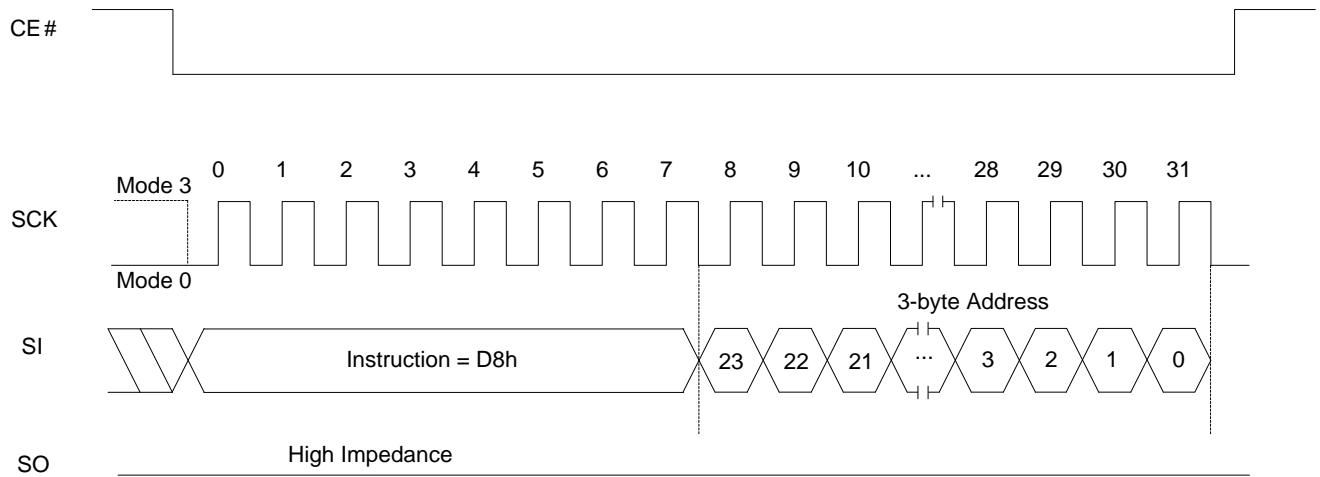 CE#
0 1 2 3 4 5 6 7 8 9 10 ... 28 29 30 31
Mode 3
SCK
Mode 0
3-byte Address
SI
Instruction = D8h
23 22 21 ... 3 2 1 0
High Impedance
SO